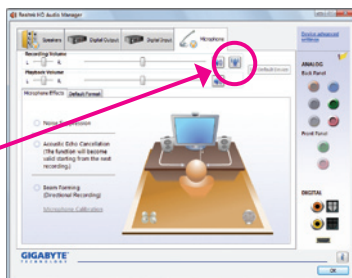 Realtek HD Audio Manager
Speakers
Digital Output
Digital Input
Microphone
Device advanced
settings
Recording Volume
L
R
Set Default Device
Playback Volume
L
R
Microphone Effects
Default Format
Noise Suppression
Acoustic Echo Cancellation
(The function will become
valid starting from the next
recording.)
Beam Forming
(Directional Recording)
Microphone Calibration
ANALOG
Back Panel
Front Panel
DIGITAL
GIGABYTE
TECHNOLOGY
OK